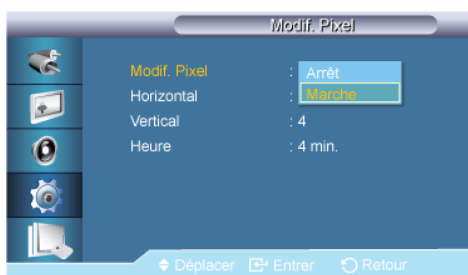 Modif. Pixel
Modif. Pixel : Arrêt
Horizontal : Marche
Vertical : 4
Heure : 4 min.
Déplacer Entrer Retour